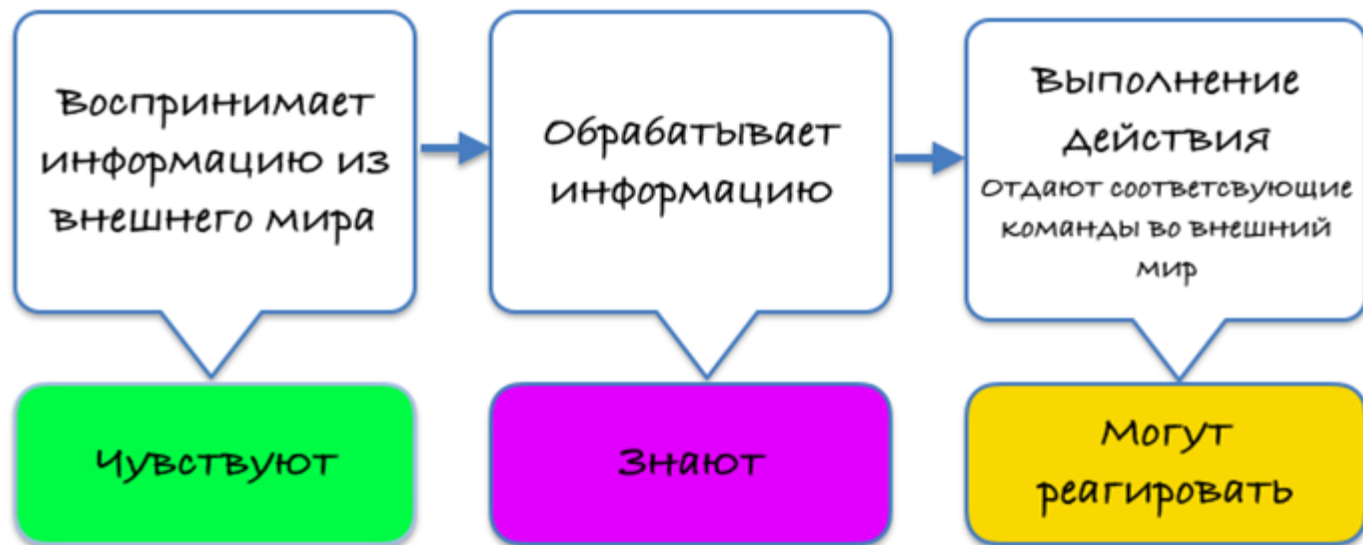 Воспринимает
информацию из
внешнего мира
Обрабатывает
информацию
Выполнение
действия
Отдают соответсвующие
команды во внешний
мир
Чувствуют
Знают
Могут
реагировать